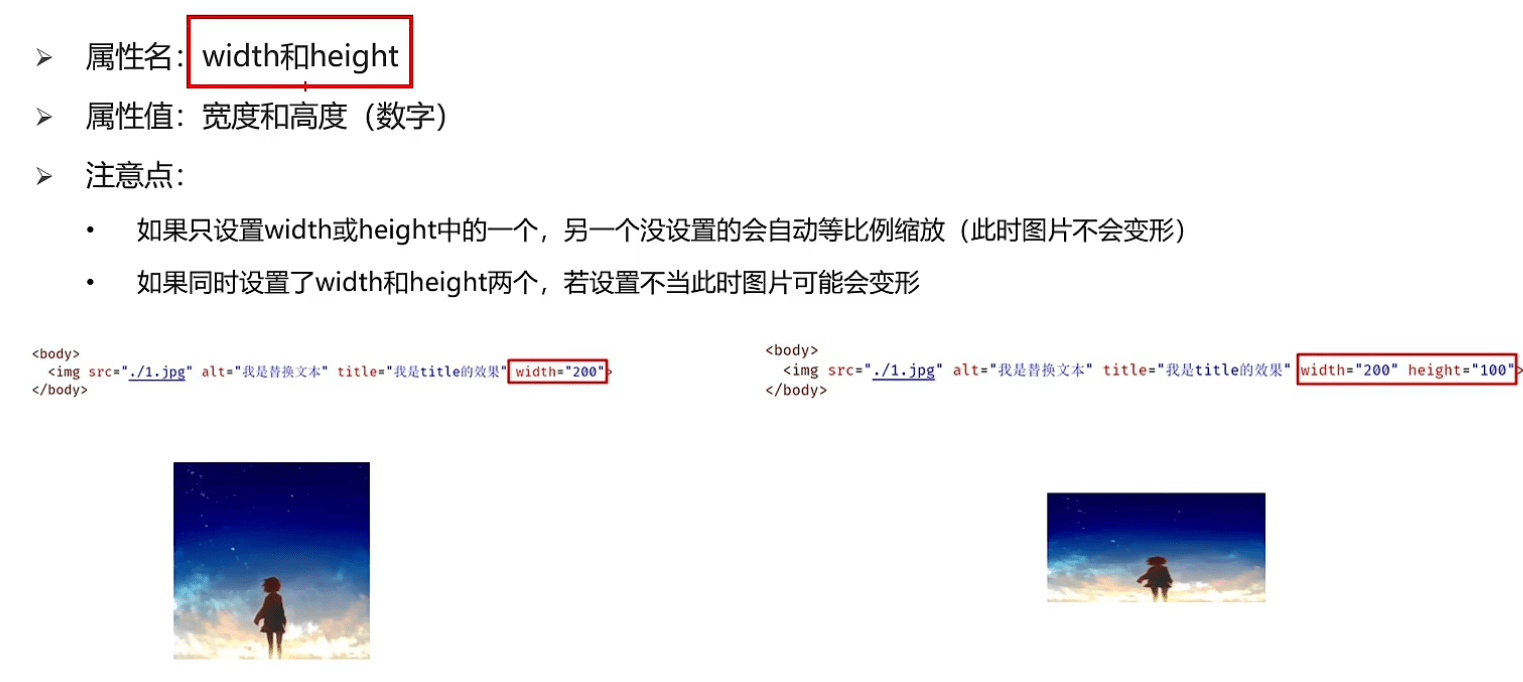 ➢ 属性名：width和height
➢ 属性值：宽度和高度（数字）
➢ 注意点：
• 如果只设置width或height中的一个，另一个没设置的会自动等比例缩放（此时图片不会变形）
• 如果同时设置了width和height两个，若设置不当此时图片可能会变形
<body>
<img src="./1.jpg" alt="我是替换文本" title="我是title的效果" width="200">
</body>
<body>
<img src="./1.jpg" alt="我是替换文本" title="我是title的效果" width="200" height="100">
</body>